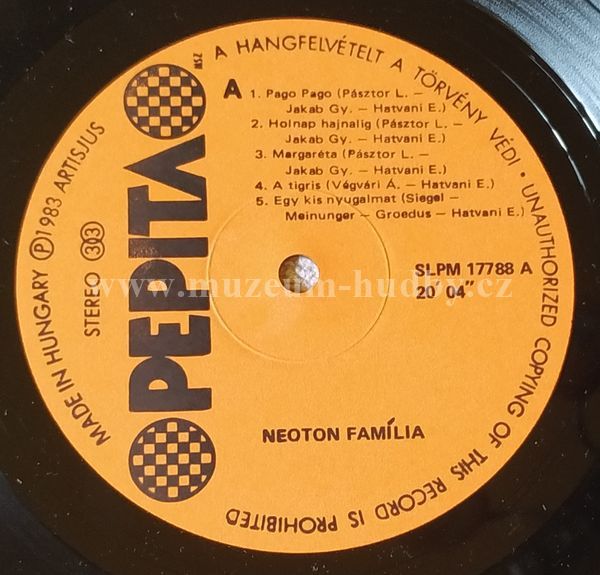 A HANGFELVÉTELT A TÖRVÉNY VÉDI • UNAUTHORIZED COPYING OF THIS RECORD IS PROHIBITED
MADE IN HUNGARY Ⓟ 1983 ARTISJUS
STEREO 33
PEPITA
MSZ
A
1. Pago Pago (Pásztor L. –
Jakab Gy. – Hatvani E.)
2. Holnap hajnalig (Pásztor L. –
Jakab Gy. – Hatvani E.)
3. Margaréta (Pásztor L. –
Jakab Gy. – Hatvani E.)
4. A tigris (Végvári Á. – Hatvani E.)
5. Egy kis nyugalmat (Siegel –
Meinunger – Groedus – Hatvani E.)
SLPM 17788 A
20' 04"
www.muzeum-hudby.cz
NEOTON FAMÍLIA